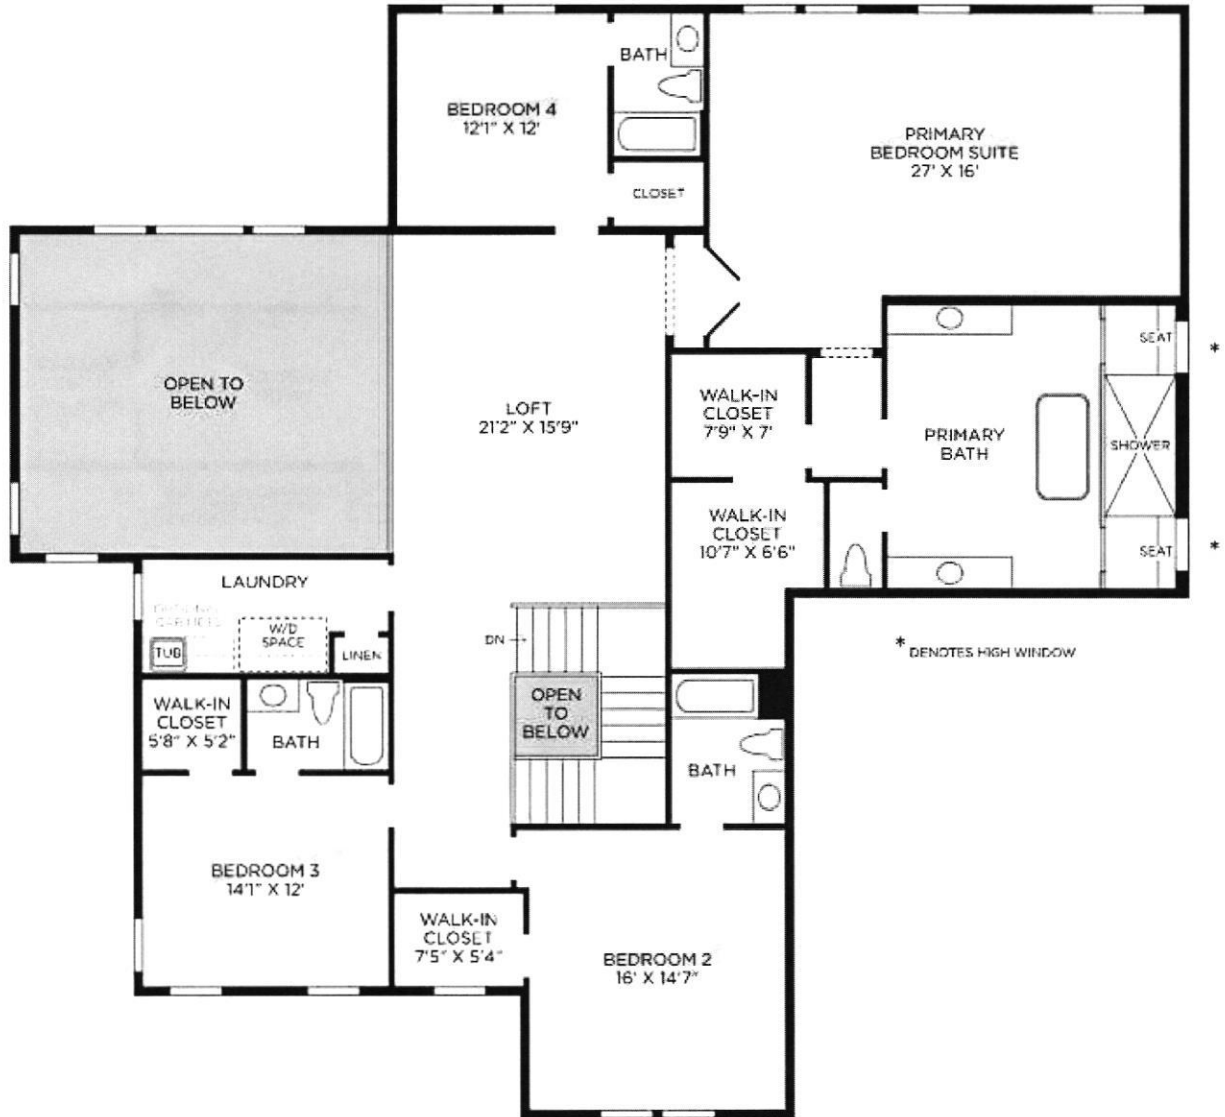 BATH
BEDROOM 4
12'1" X 12'
PRIMARY
BEDROOM SUITE
27' X 16'
CLOSET
OPEN TO
BELOW
LOFT
21'2" X 15'9"
WALK-IN
CLOSET
7'9" X 7'
PRIMARY
BATH
SEAT
*
SHOWER
WALK-IN
CLOSET
10'7" X 6'6"
SEAT
*
LAUNDRY
OPTIONAL
CABINETS
W/D
SPACE
TUB
LINEN
DN
* DENOTES HIGH WINDOW
WALK-IN
CLOSET
5'8" X 5'2"
BATH
OPEN
TO
BELOW
BATH
BEDROOM 3
14'1" X 12'
WALK-IN
CLOSET
7'5" X 5'4"
BEDROOM 2
16' X 14'7"